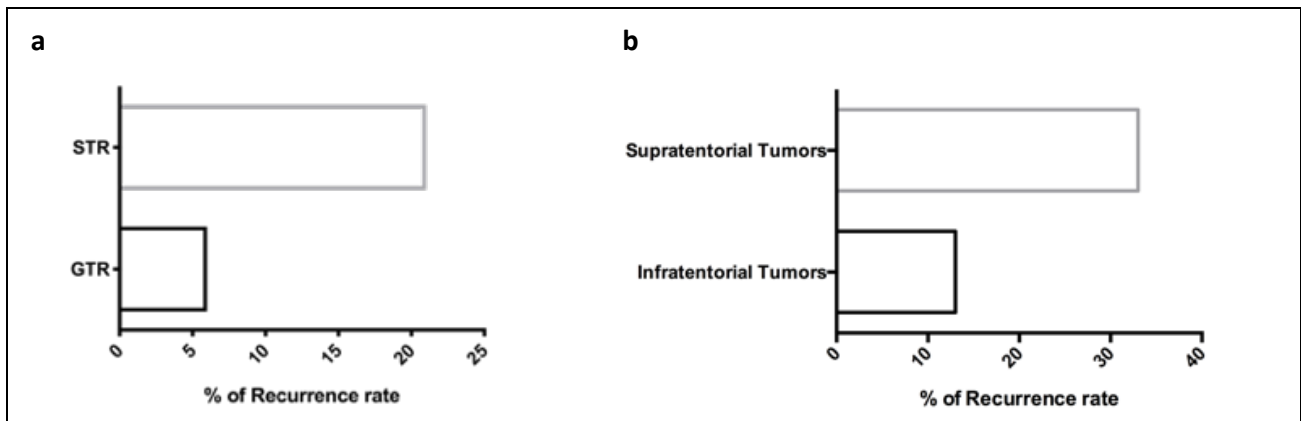 a
STR
GTR
0 5 10 15 20 25
% of Recurrence rate
b
Supratentorial Tumors
Infratentorial Tumors
0 10 20 30 40
% of Recurrence rate